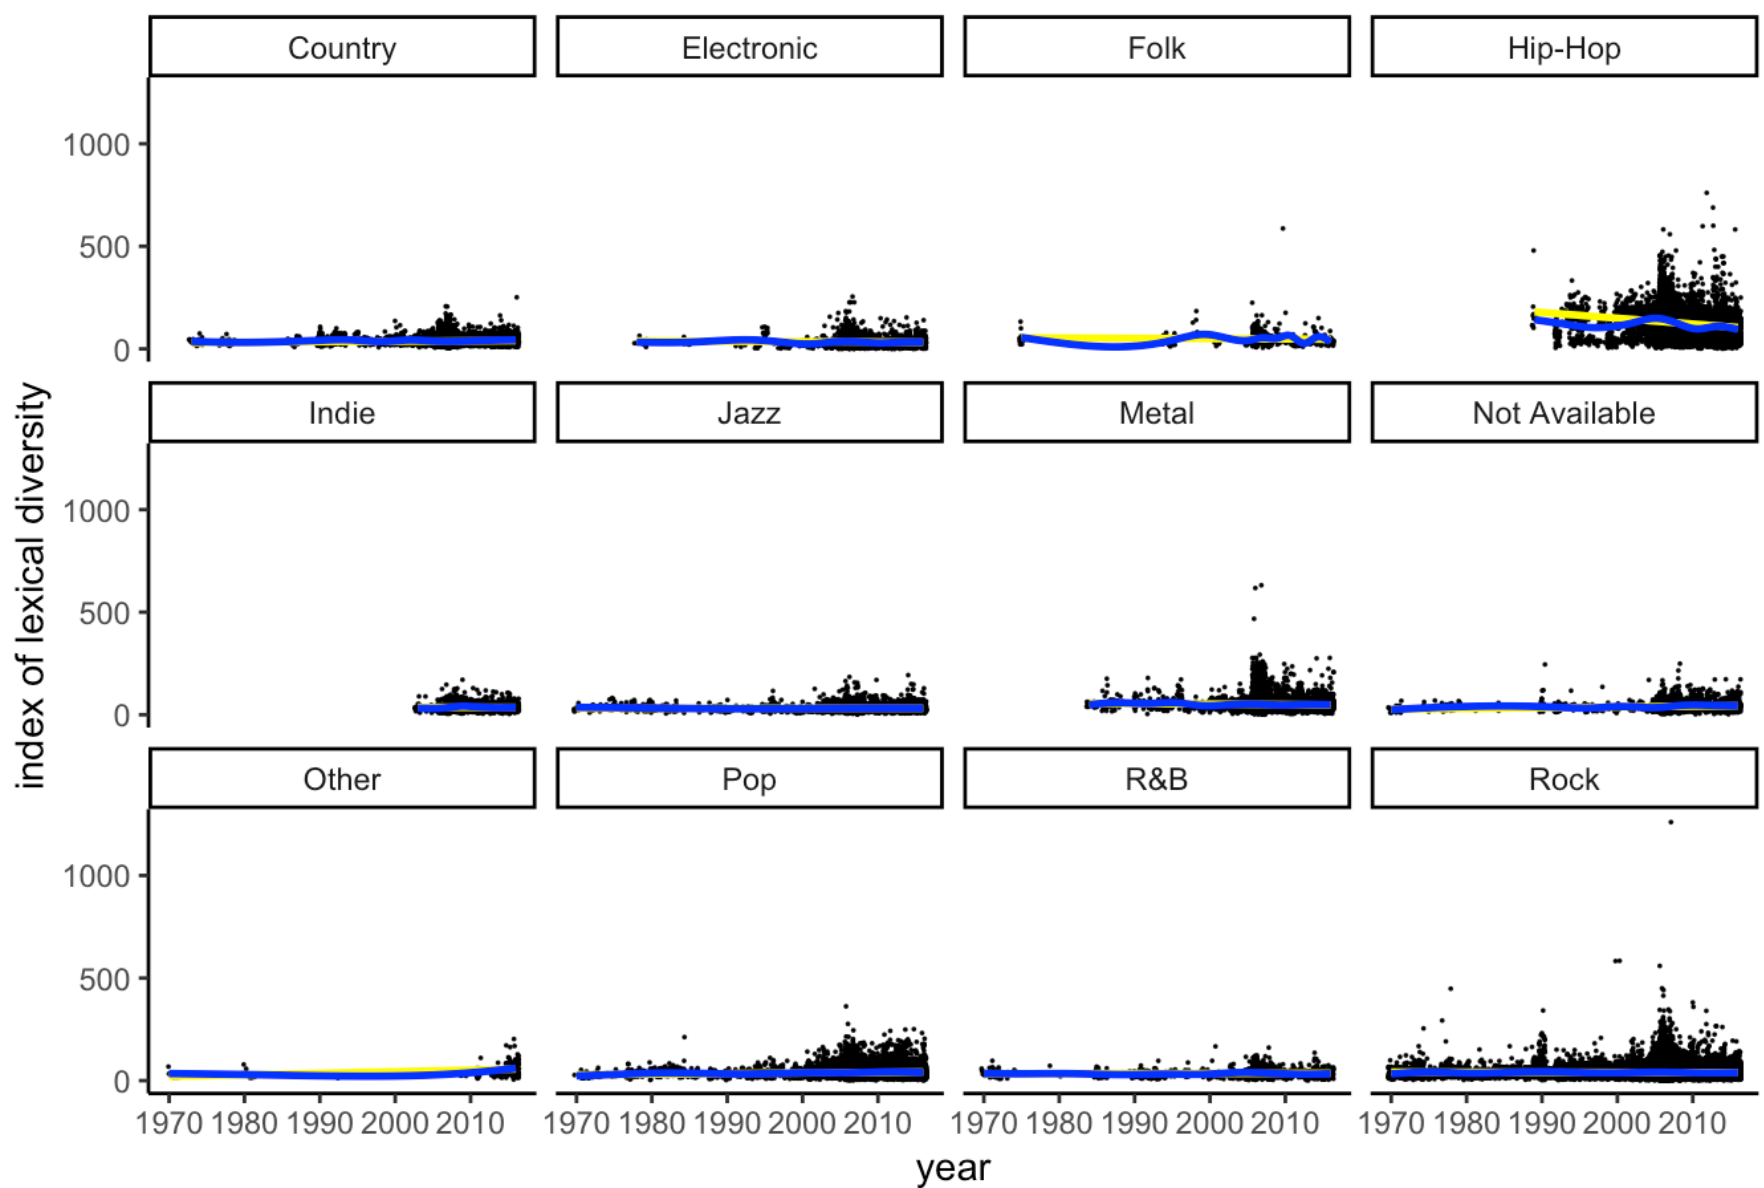 Country Electronic Folk Hip-Hop
1000
500
0
Indie Jazz Metal Not Available
1000
500
0
Other Pop R&B Rock
1000
500
0
1970 1980 1990 2000 2010 1970 1980 1990 2000 2010 1970 1980 1990 2000 2010 1970 1980 1990 2000 2010
year
index of lexical diversity